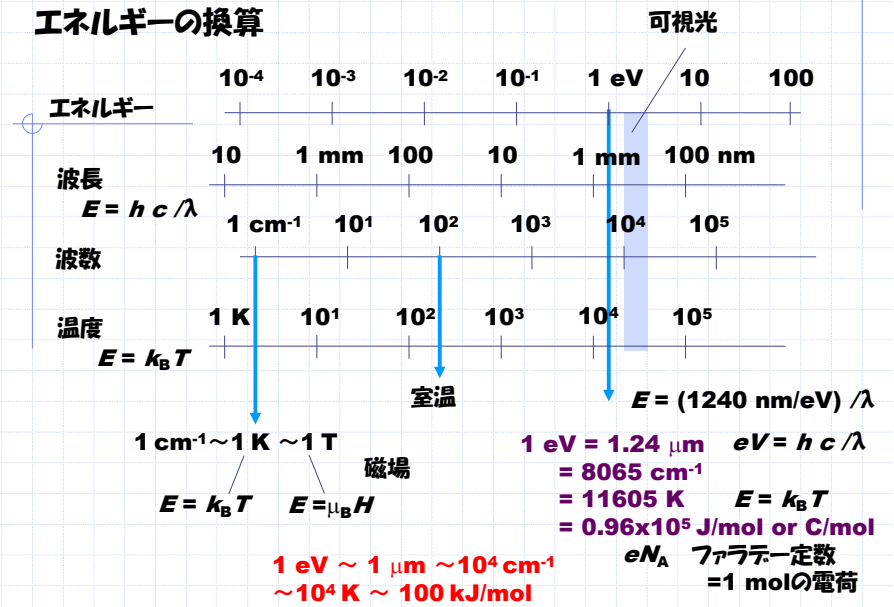 エネルギーの換算
可視光
10-4 10-3 10-2 10-1 1 eV 10 100
エネルギー
10 1 mm 100 10 1 mm 100 nm
波長
E = h c /λ
1 cm-1 10¹ 10² 10³ 10⁴ 10⁵
波数
1 K 10¹ 10² 10³ 10⁴ 10⁵
温度
E = kBT
室温
E = (1240 nm/eV) /λ
1 cm-1~1 K ~1 T
磁場
E = kBT E =μBH
1 eV = 1.24 μm eV = h c /λ
= 8065 cm-1
= 11605 K E = kBT
= 0.96x10⁵ J/mol or C/mol
eNA ファラデー定数
=1 molの電荷
1 eV ~ 1 μm ~10⁴ cm-1
~10⁴ K ~ 100 kJ/mol